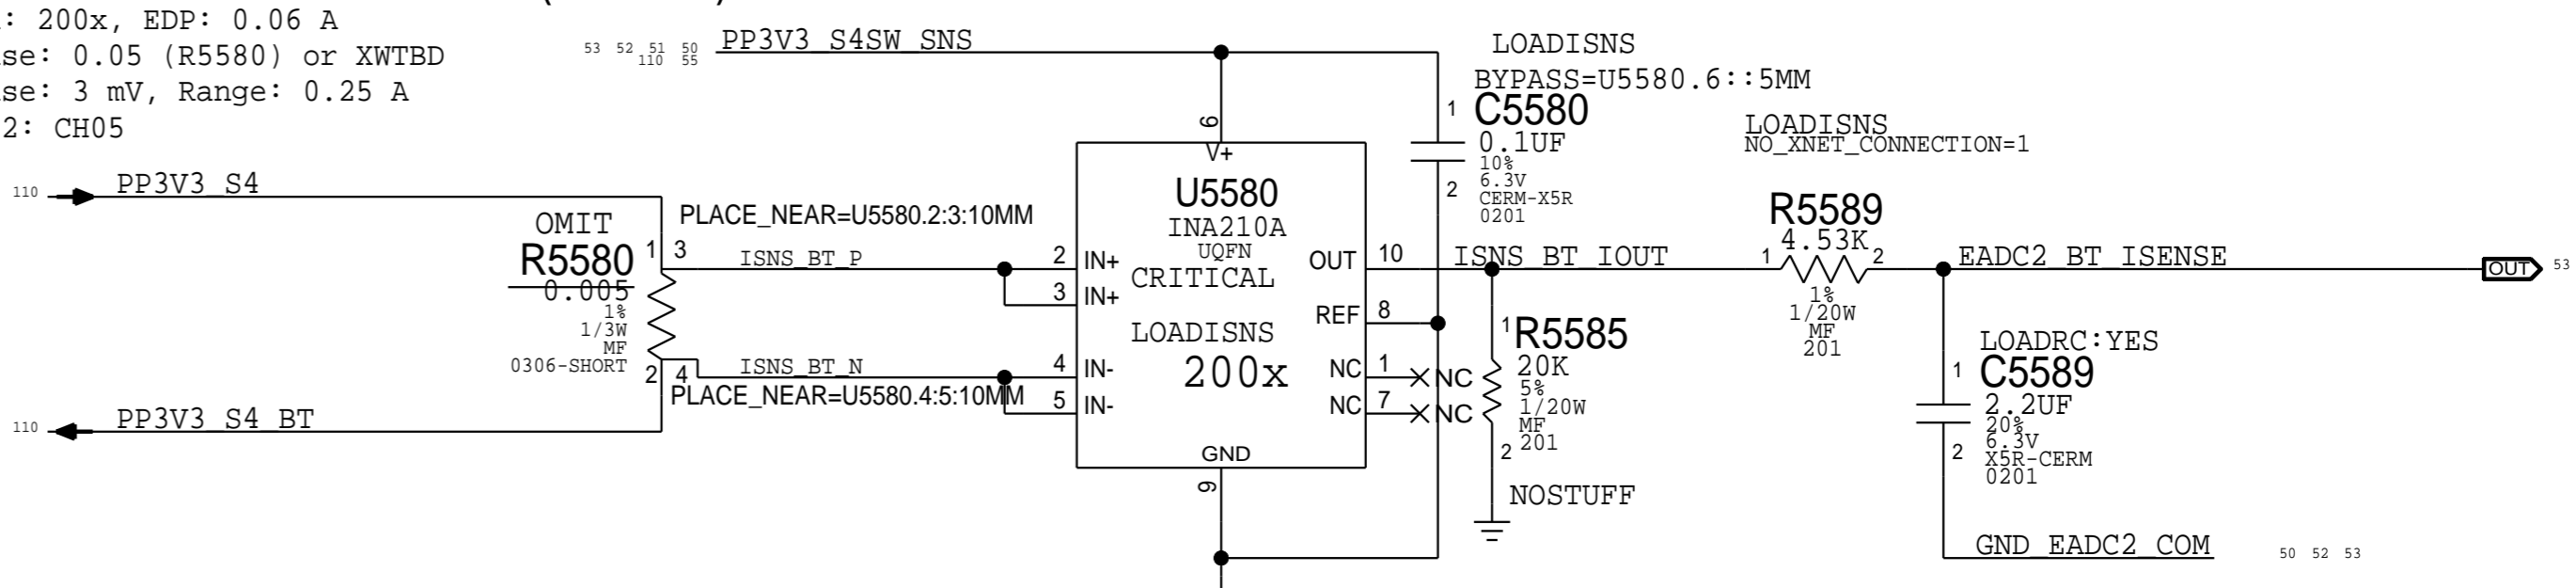 : 200x, EDP: 0.06 A
se: 0.05 (R5580) or XWTBD
se: 3 mV, Range: 0.25 A
2: CH05
53 52 51 50
110 55
PP3V3_S4SW_SNS
LOADISNS
BYPASS=U5580.6::5MM
1
C5580
0.1UF
10%
6.3V
CERM-X5R
0201
2
LOADISNS
NO_XNET_CONNECTION=1
110
PP3V3_S4
OMIT
R5580
0.005
1%
1/3W
MF
0306-SHORT
1 3
2 4
PLACE_NEAR=U5580.2:3:10MM
ISNS_BT_P
ISNS_BT_N
PLACE_NEAR=U5580.4:5:10MM
110
PP3V3_S4_BT
6
V+
U5580
INA210A
UQFN
CRITICAL
LOADISNS
200x
2 IN+
3 IN+
4 IN-
5 IN-
OUT 10
REF 8
NC 1 NC
NC 7 NC
GND
9
ISNS_BT_IOUT
1
R5585
20K
5%
1/20W
MF
201
2
NOSTUFF
R5589
4.53K
1 2
1%
1/20W
MF
201
EADC2_BT_ISENSE
OUT
53
LOADRC:YES
1
C5589
2.2UF
20%
6.3V
X5R-CERM
0201
2
GND_EADC2_COM
50 52 53